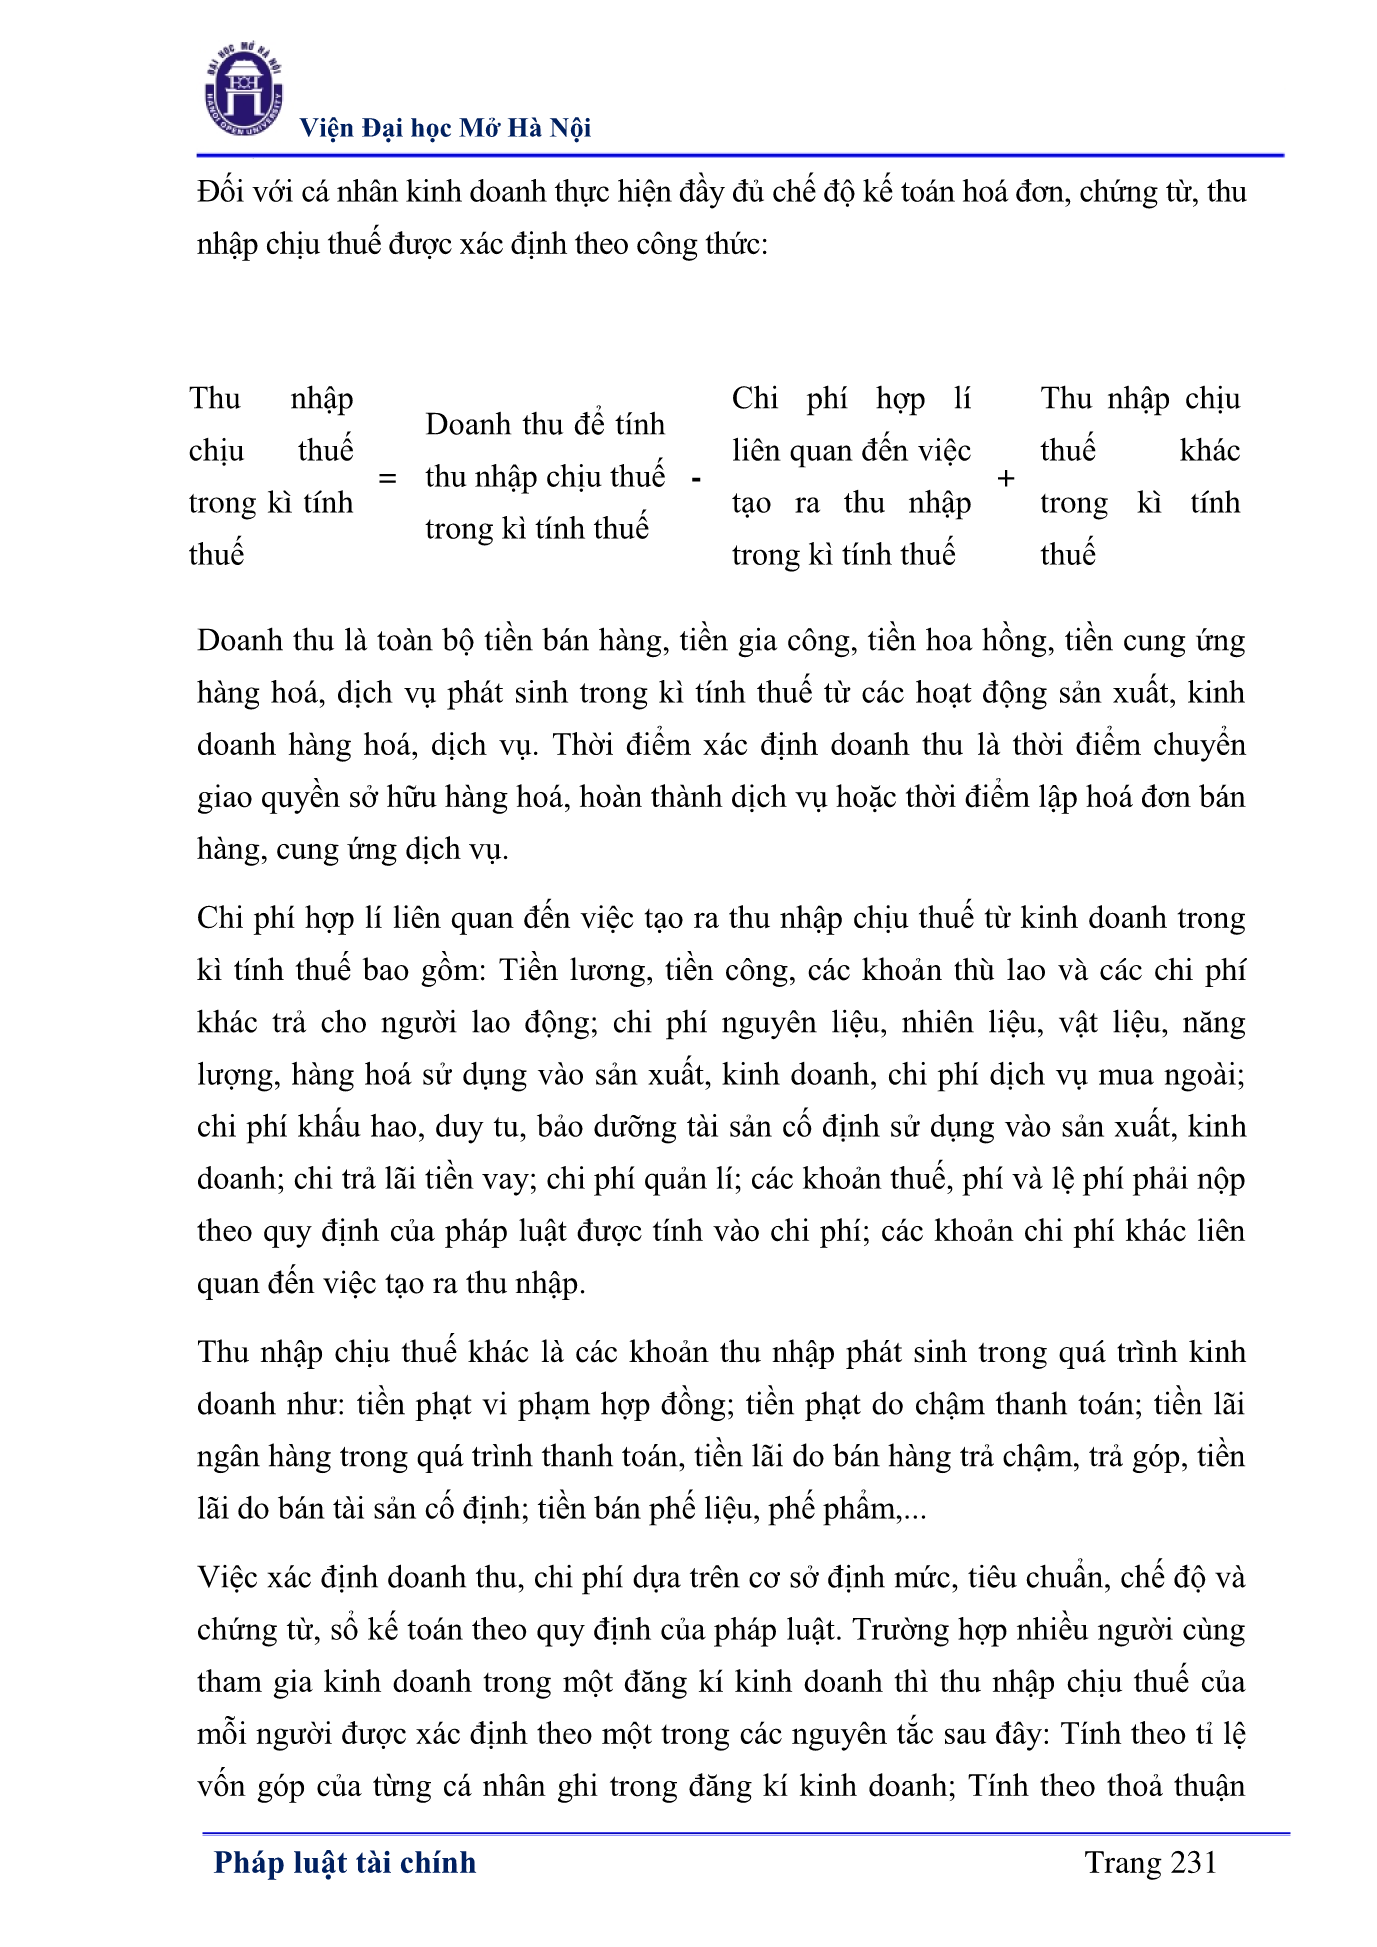 ĐẠI HỌC MỞ HÀ NỘI
HANOI OPEN UNIVERSITY
Viện Đại học Mở Hà Nội
Đối với cá nhân kinh doanh thực hiện đầy đủ chế độ kế toán hoá đơn, chứng từ, thu
nhập chịu thuế được xác định theo công thức:
Thu nhập
chịu thuế
trong kì tính
thuế
=
Doanh thu để tính
thu nhập chịu thuế
trong kì tính thuế
-
Chi phí hợp lí
liên quan đến việc
tạo ra thu nhập
trong kì tính thuế
+
Thu nhập chịu
thuế khác
trong kì tính
thuế
Doanh thu là toàn bộ tiền bán hàng, tiền gia công, tiền hoa hồng, tiền cung ứng
hàng hoá, dịch vụ phát sinh trong kì tính thuế từ các hoạt động sản xuất, kinh
doanh hàng hoá, dịch vụ. Thời điểm xác định doanh thu là thời điểm chuyển
giao quyền sở hữu hàng hoá, hoàn thành dịch vụ hoặc thời điểm lập hoá đơn bán
hàng, cung ứng dịch vụ.
Chi phí hợp lí liên quan đến việc tạo ra thu nhập chịu thuế từ kinh doanh trong
kì tính thuế bao gồm: Tiền lương, tiền công, các khoản thù lao và các chi phí
khác trả cho người lao động; chi phí nguyên liệu, nhiên liệu, vật liệu, năng
lượng, hàng hoá sử dụng vào sản xuất, kinh doanh, chi phí dịch vụ mua ngoài;
chi phí khấu hao, duy tu, bảo dưỡng tài sản cố định sử dụng vào sản xuất, kinh
doanh; chi trả lãi tiền vay; chi phí quản lí; các khoản thuế, phí và lệ phí phải nộp
theo quy định của pháp luật được tính vào chi phí; các khoản chi phí khác liên
quan đến việc tạo ra thu nhập.
Thu nhập chịu thuế khác là các khoản thu nhập phát sinh trong quá trình kinh
doanh như: tiền phạt vi phạm hợp đồng; tiền phạt do chậm thanh toán; tiền lãi
ngân hàng trong quá trình thanh toán, tiền lãi do bán hàng trả chậm, trả góp, tiền
lãi do bán tài sản cố định; tiền bán phế liệu, phế phẩm,...
Việc xác định doanh thu, chi phí dựa trên cơ sở định mức, tiêu chuẩn, chế độ và
chứng từ, sổ kế toán theo quy định của pháp luật. Trường hợp nhiều người cùng
tham gia kinh doanh trong một đăng kí kinh doanh thì thu nhập chịu thuế của
mỗi người được xác định theo một trong các nguyên tắc sau đây: Tính theo tỉ lệ
vốn góp của từng cá nhân ghi trong đăng kí kinh doanh; Tính theo thoả thuận
Pháp luật tài chính
Trang 231